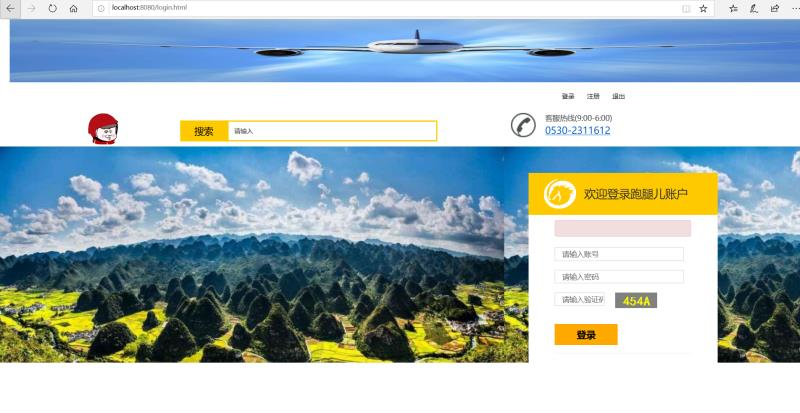 localhost:8080/login.html
登录 注册 退出
搜索 请输入
客服热线(9:00-6:00)
0530-2311612
欢迎登录跑腿儿账户
请输入账号
请输入密码
请输入验证码 454A
登录